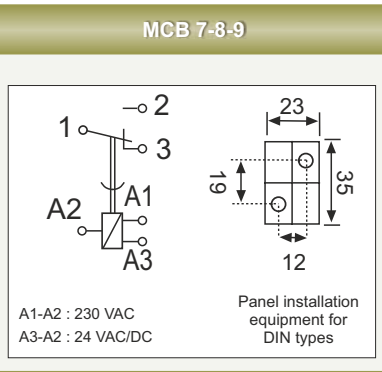 MCB 7-8-9
2
1
3
A1
A2
A3
A1-A2 : 230 VAC
A3-A2 : 24 VAC/DC
23
19
35
12
Panel installation
equipment for
DIN types